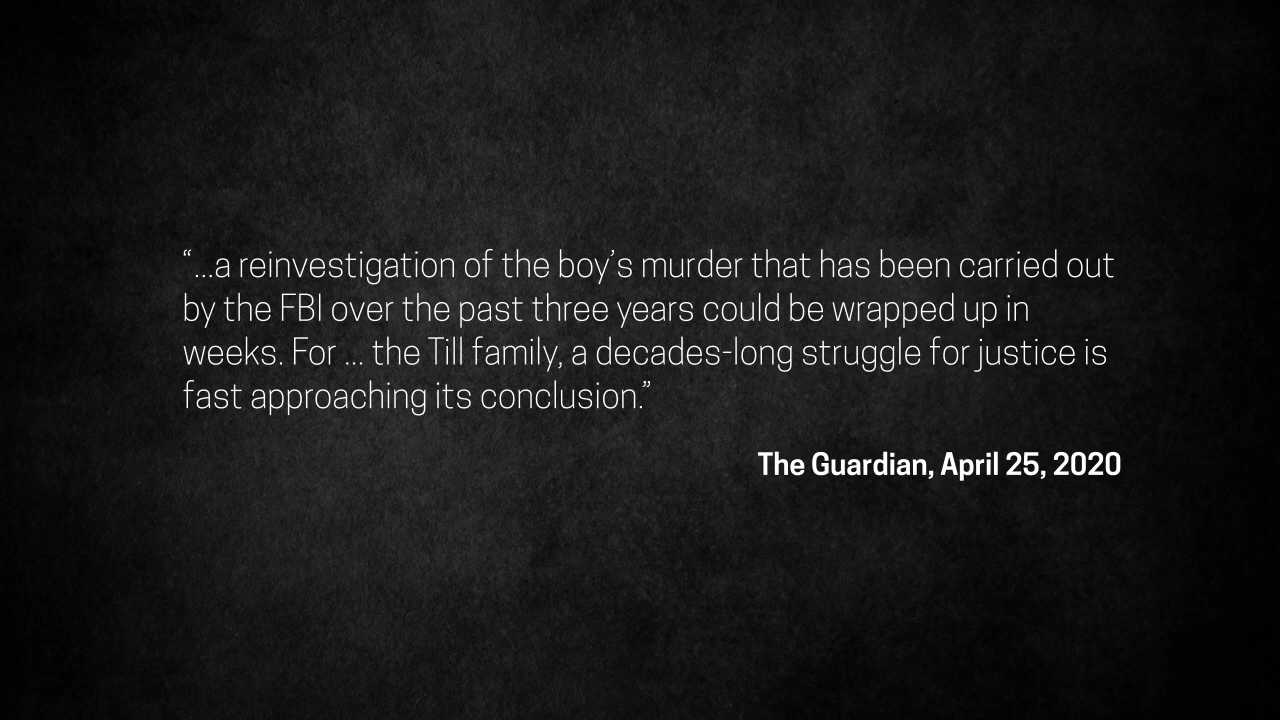 “...a reinvestigation of the boy’s murder that has been carried out
by the FBI over the past three years could be wrapped up in
weeks. For ... the Till family, a decades-long struggle for justice is
fast approaching its conclusion.”
The Guardian, April 25, 2020